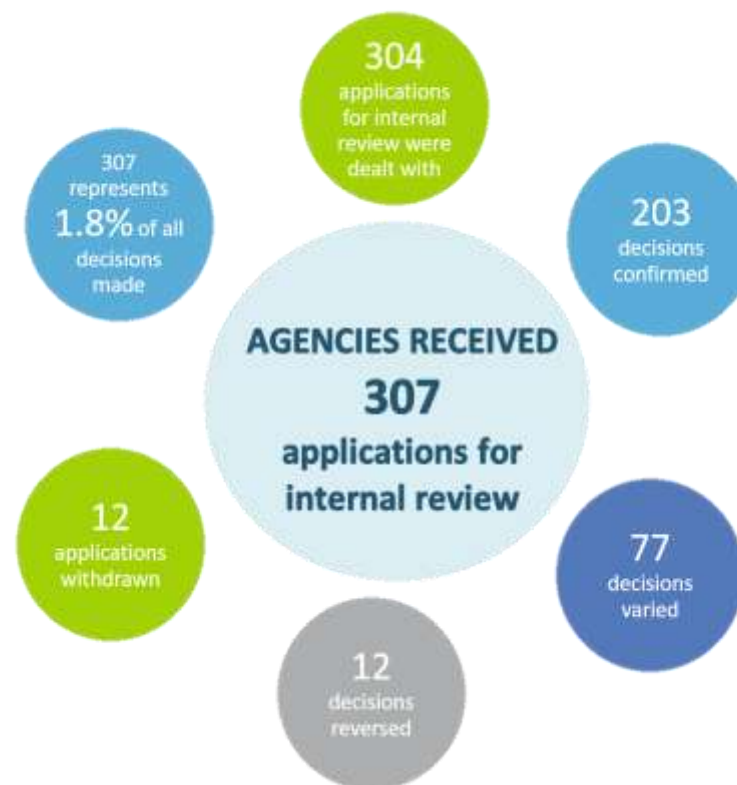 304
applications
for internal
review were
dealt with
307
represents
1.8% of all
decisions
made
203
decisions
confirmed
AGENCIES RECEIVED
307
applications for
internal review
12
applications
withdrawn
77
decisions
varied
12
decisions
reversed